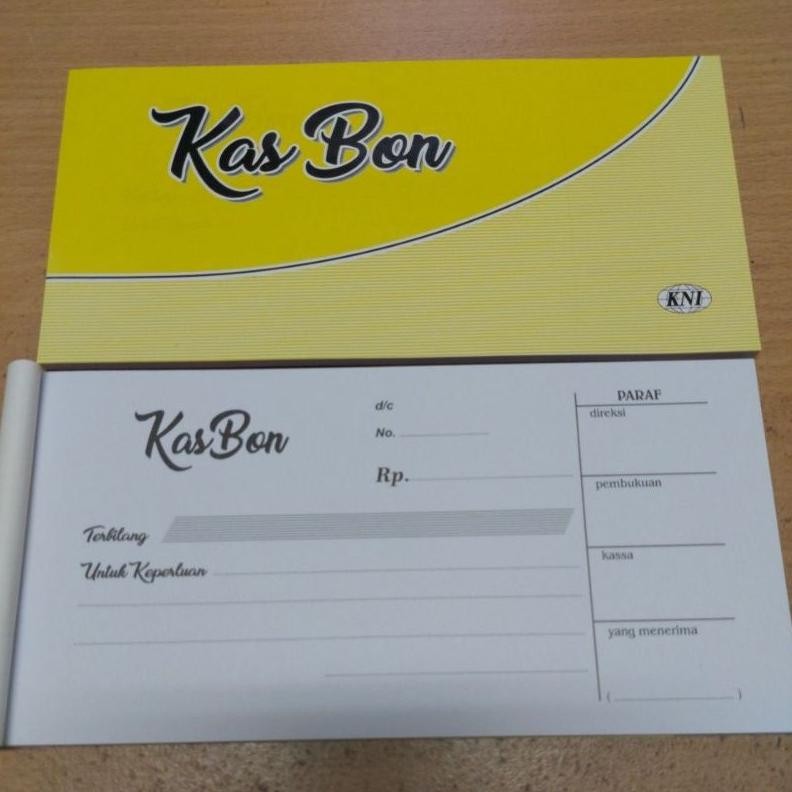 Kas Bon
KNI
Kas Bon
d/c
No.
Rp.
Terbilang
Untuk Keperluan
PARAF
direksi
pembukuan
kassa
yang menerima
( )